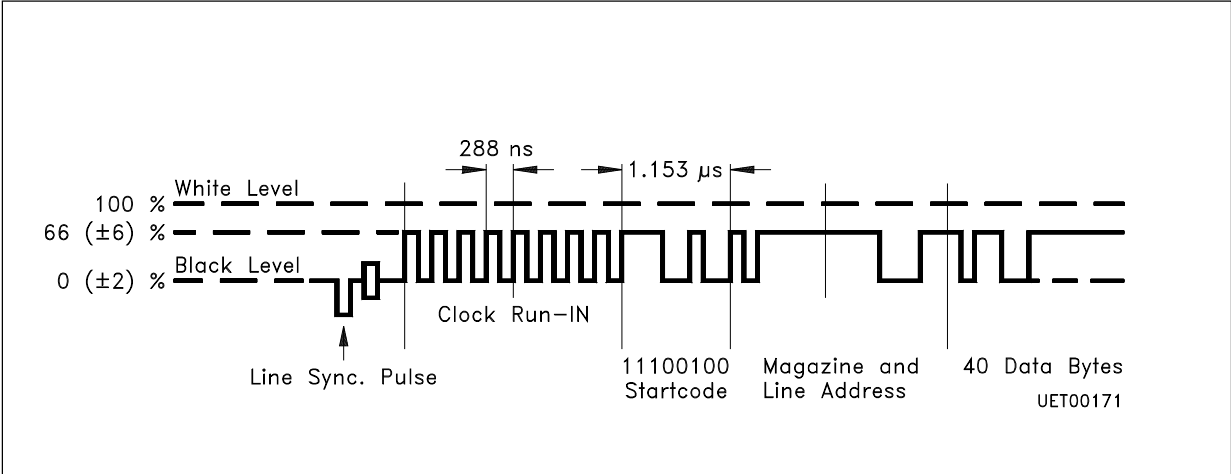 288 ns
1.153 µs
White Level
100 %
66 (±6) %
Black Level
0 (±2) %
Clock Run-IN
Line Sync. Pulse
11100100
Startcode
Magazine and
Line Address
40 Data Bytes
UET00171